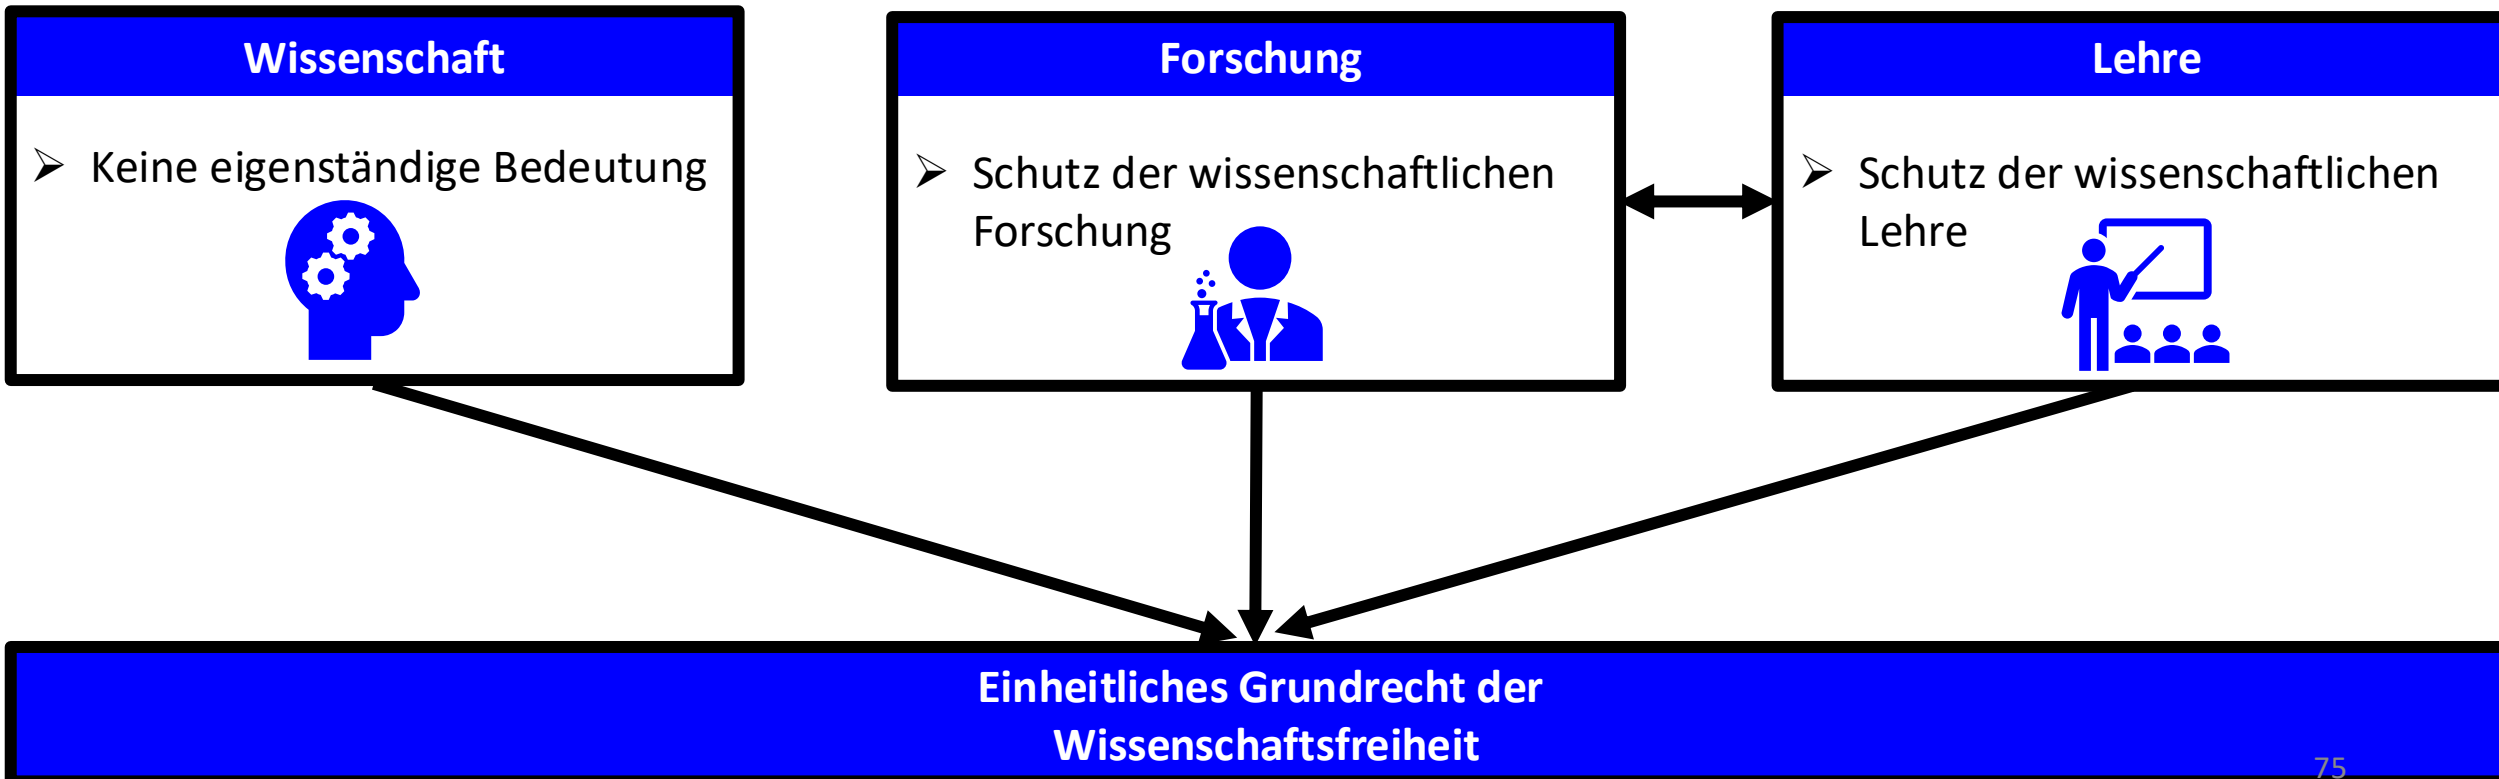 Wissenschaft
➢ Keine eigenständige Bedeutung
Forschung
➢ Schutz der wissenschaftlichen
Forschung
Lehre
➢ Schutz der wissenschaftlichen
Lehre
Einheitliches Grundrecht der
Wissenschaftsfreiheit
75